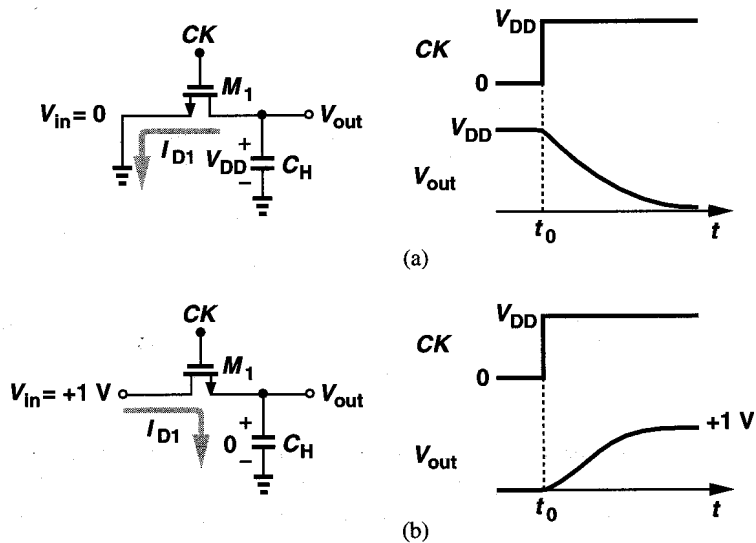 CK
M1
Vin = 0
Vout
ID1
VDD
+
–
CH
VDD
CK
0
VDD
Vout
t0
t
(a)
CK
M1
Vin = +1 V
Vout
ID1
+
0
–
CH
VDD
CK
0
+1 V
Vout
t0
t
(b)